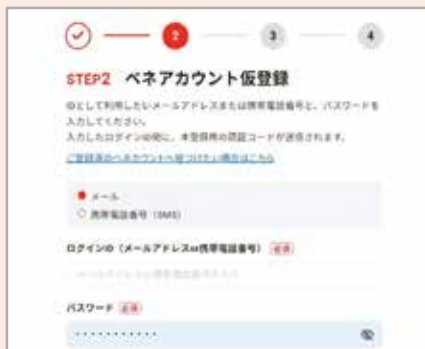 2
3
4
STEP2 ベネアカウント仮登録
IDとして利用したいメールアドレスまたは携帯電話番号と、パスワードを
入力してください。
入力したログインID宛に、本登録用の認証コードが送信されます。
ご登録済のベネアカウントへ紐づけたい場合はこちら
メール
携帯電話番号（SMS）
ログインID（メールアドレスor携帯電話番号） 必須
パスワード 必須